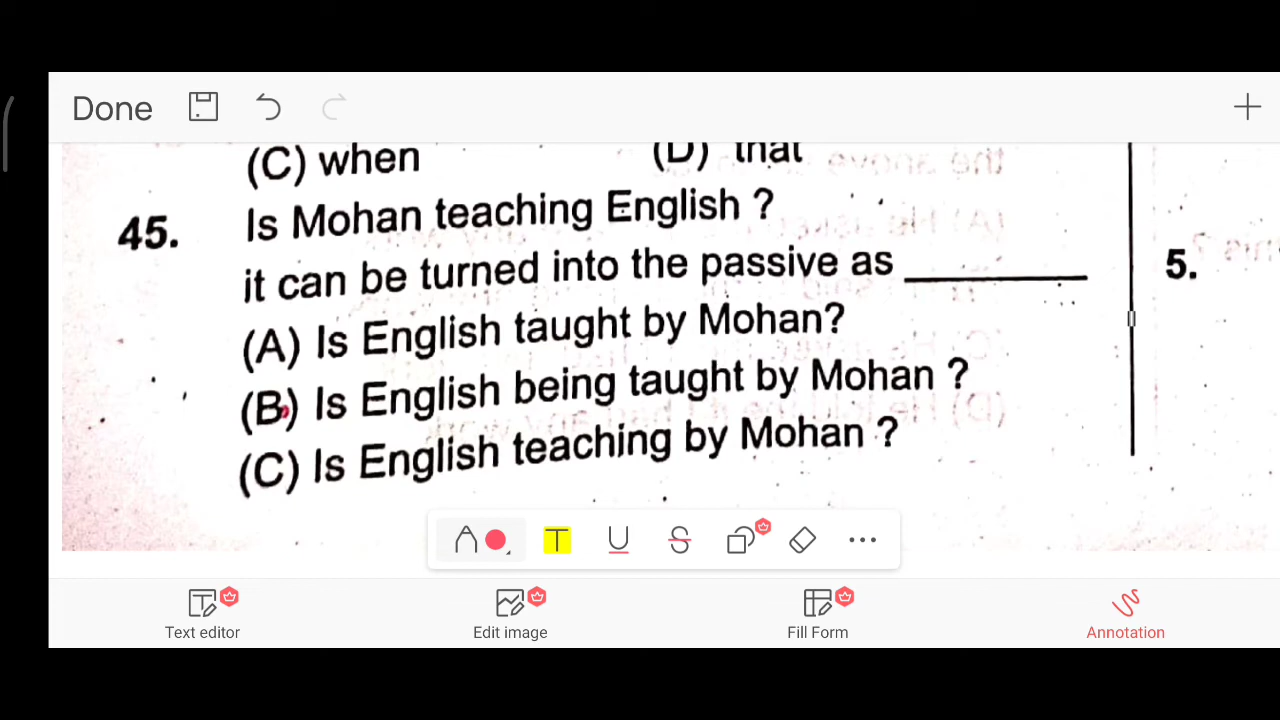 Done
(C) when (D) that
45. Is Mohan teaching English ?
it can be turned into the passive as
5.
(A) Is English taught by Mohan?
(B) Is English being taught by Mohan ?
(C) Is English teaching by Mohan ?
T U S
Text editor Edit image Fill Form Annotation